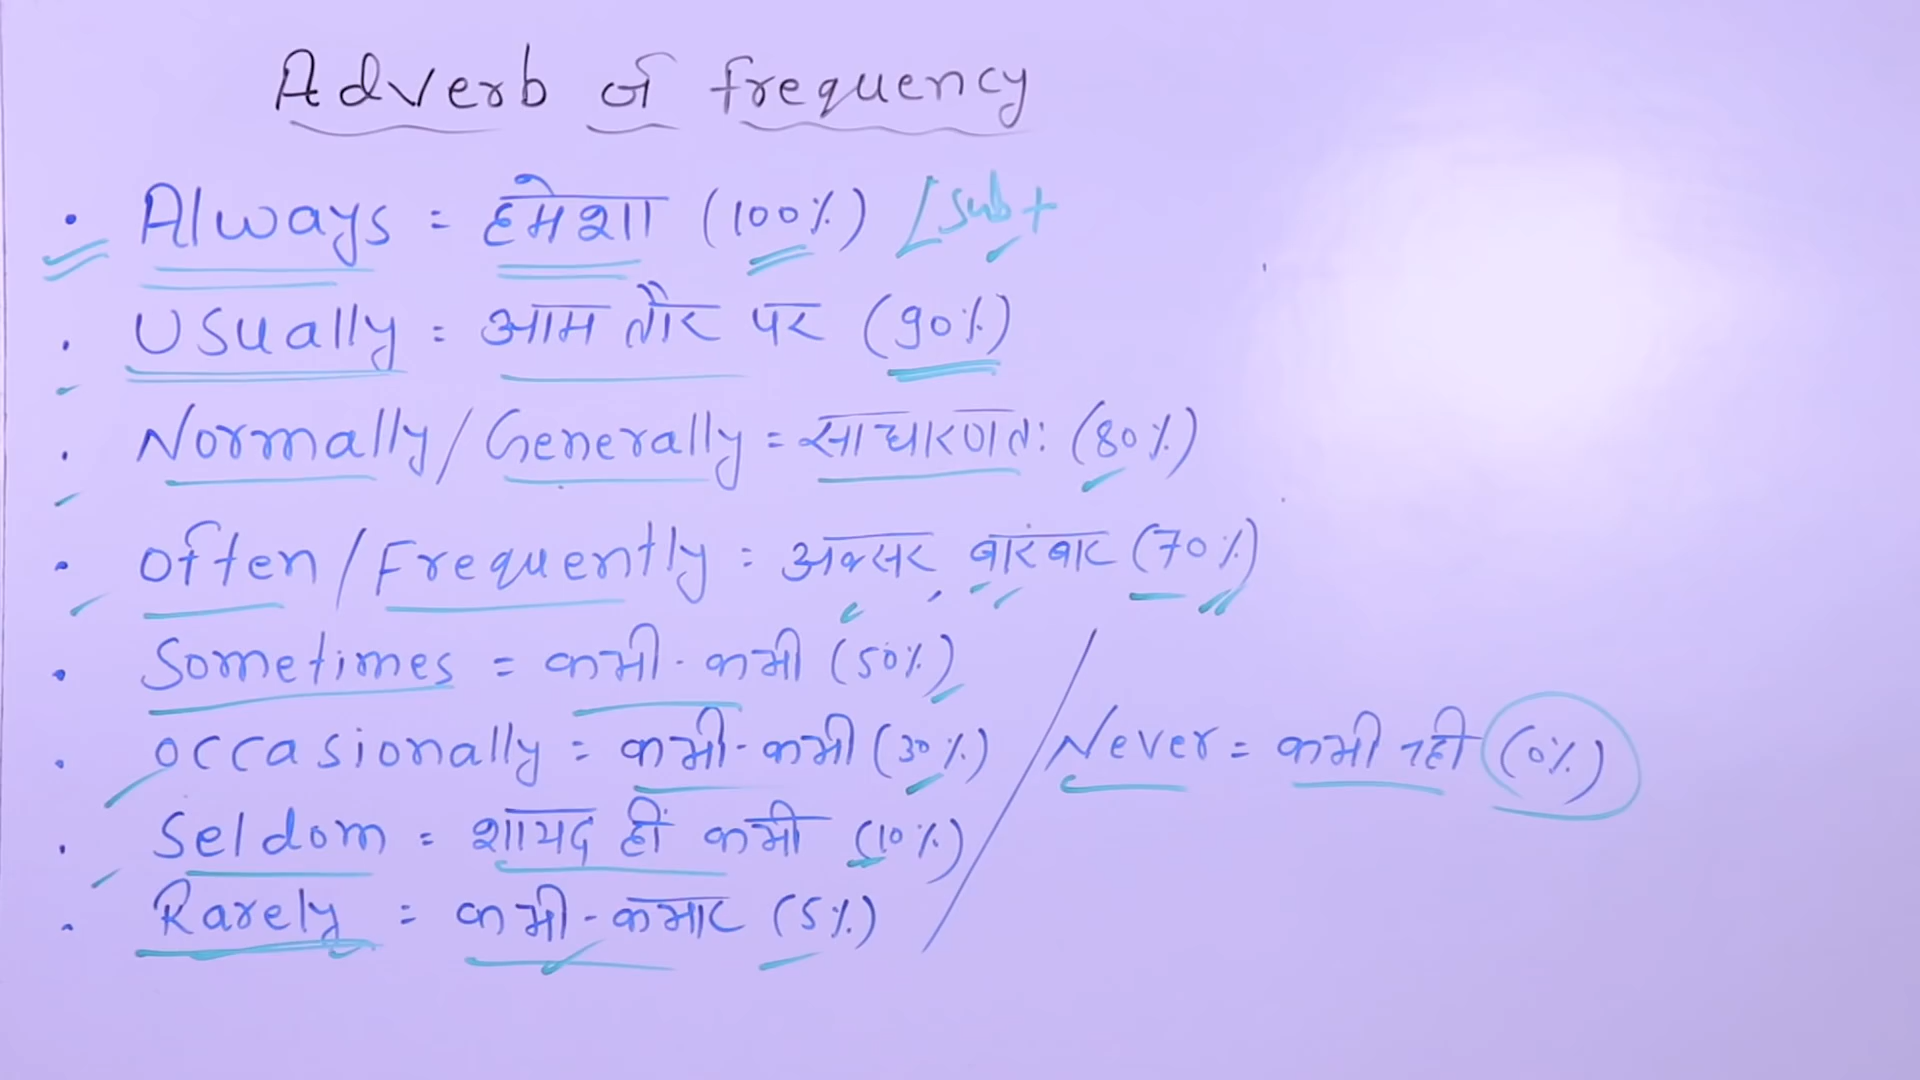 Adverb of frequency
• Always = हमेशा (100%) [Sub +
• Usually = आम तौर पर (90%)
• Normally / Generally = साधारणतः (80%)
• Often / Frequently = अक्सर, बारंबार (70%)
• Sometimes = कभी-कभी (50%)
• Occasionally = कभी-कभी (30%) / Never = कभी नहीं (0%)
• Seldom = शायद हीं कभी (10%)
• Rarely = कभी-कभार (5%)